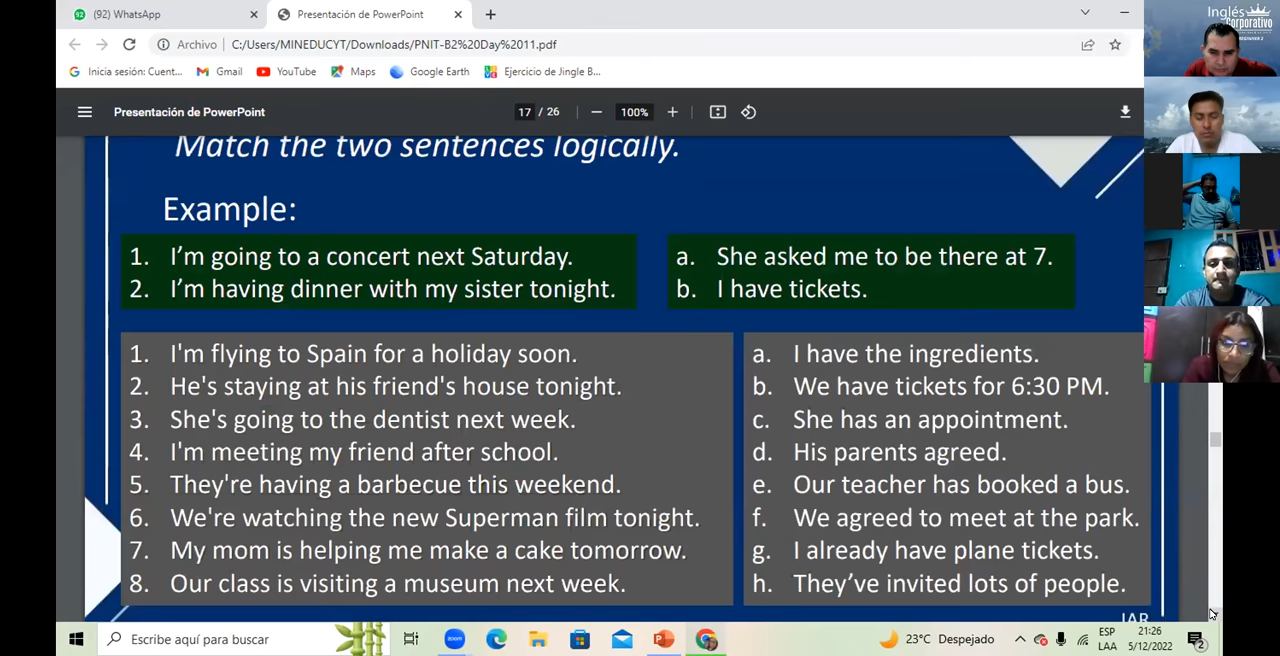 (92) WhatsApp
Presentación de PowerPoint
Archivo
C:/Users/MINEDUCYT/Downloads/PNIT-B2%20Day%2011.pdf
Inicia sesión: Cuent...
Gmail
YouTube
Maps
Google Earth
Ejercicio de Jingle B...
Presentación de PowerPoint
17 / 26
100%
Match the two sentences logically.
Example:
1. I'm going to a concert next Saturday.
2. I'm having dinner with my sister tonight.
a. She asked me to be there at 7.
b. I have tickets.
1. I'm flying to Spain for a holiday soon.
2. He's staying at his friend's house tonight.
3. She's going to the dentist next week.
4. I'm meeting my friend after school.
5. They're having a barbecue this weekend.
6. We're watching the new Superman film tonight.
7. My mom is helping me make a cake tomorrow.
8. Our class is visiting a museum next week.
a. I have the ingredients.
b. We have tickets for 6:30 PM.
c. She has an appointment.
d. His parents agreed.
e. Our teacher has booked a bus.
f. We agreed to meet at the park.
g. I already have plane tickets.
h. They've invited lots of people.
IAR
Inglés
Corporativo
Escribe aquí para buscar
zoom
23°C Despejado
ESP
LAA
21:26
5/12/2022
2